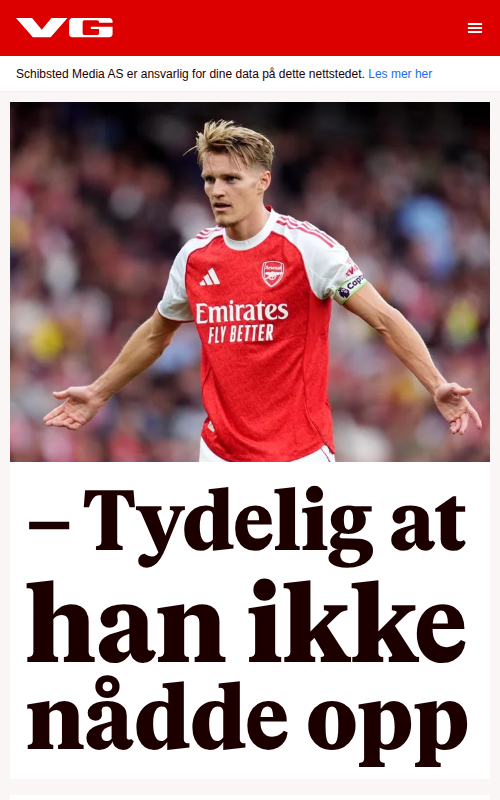 VG
Schibsted Media AS er ansvarlig for dine data på dette nettstedet. Les mer her
Arsenal
Emirates
FLY BETTER
– Tydelig at
han ikke
nådde opp